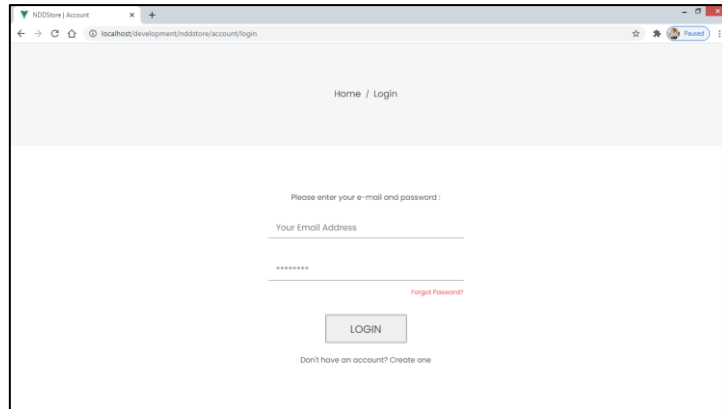 NDDStore | Account
localhost/development/nddstore/account/login
Paused
Home / Login
Please enter your e-mail and password :
Your Email Address
********
Forgot Password?
LOGIN
Don't have an account? Create one